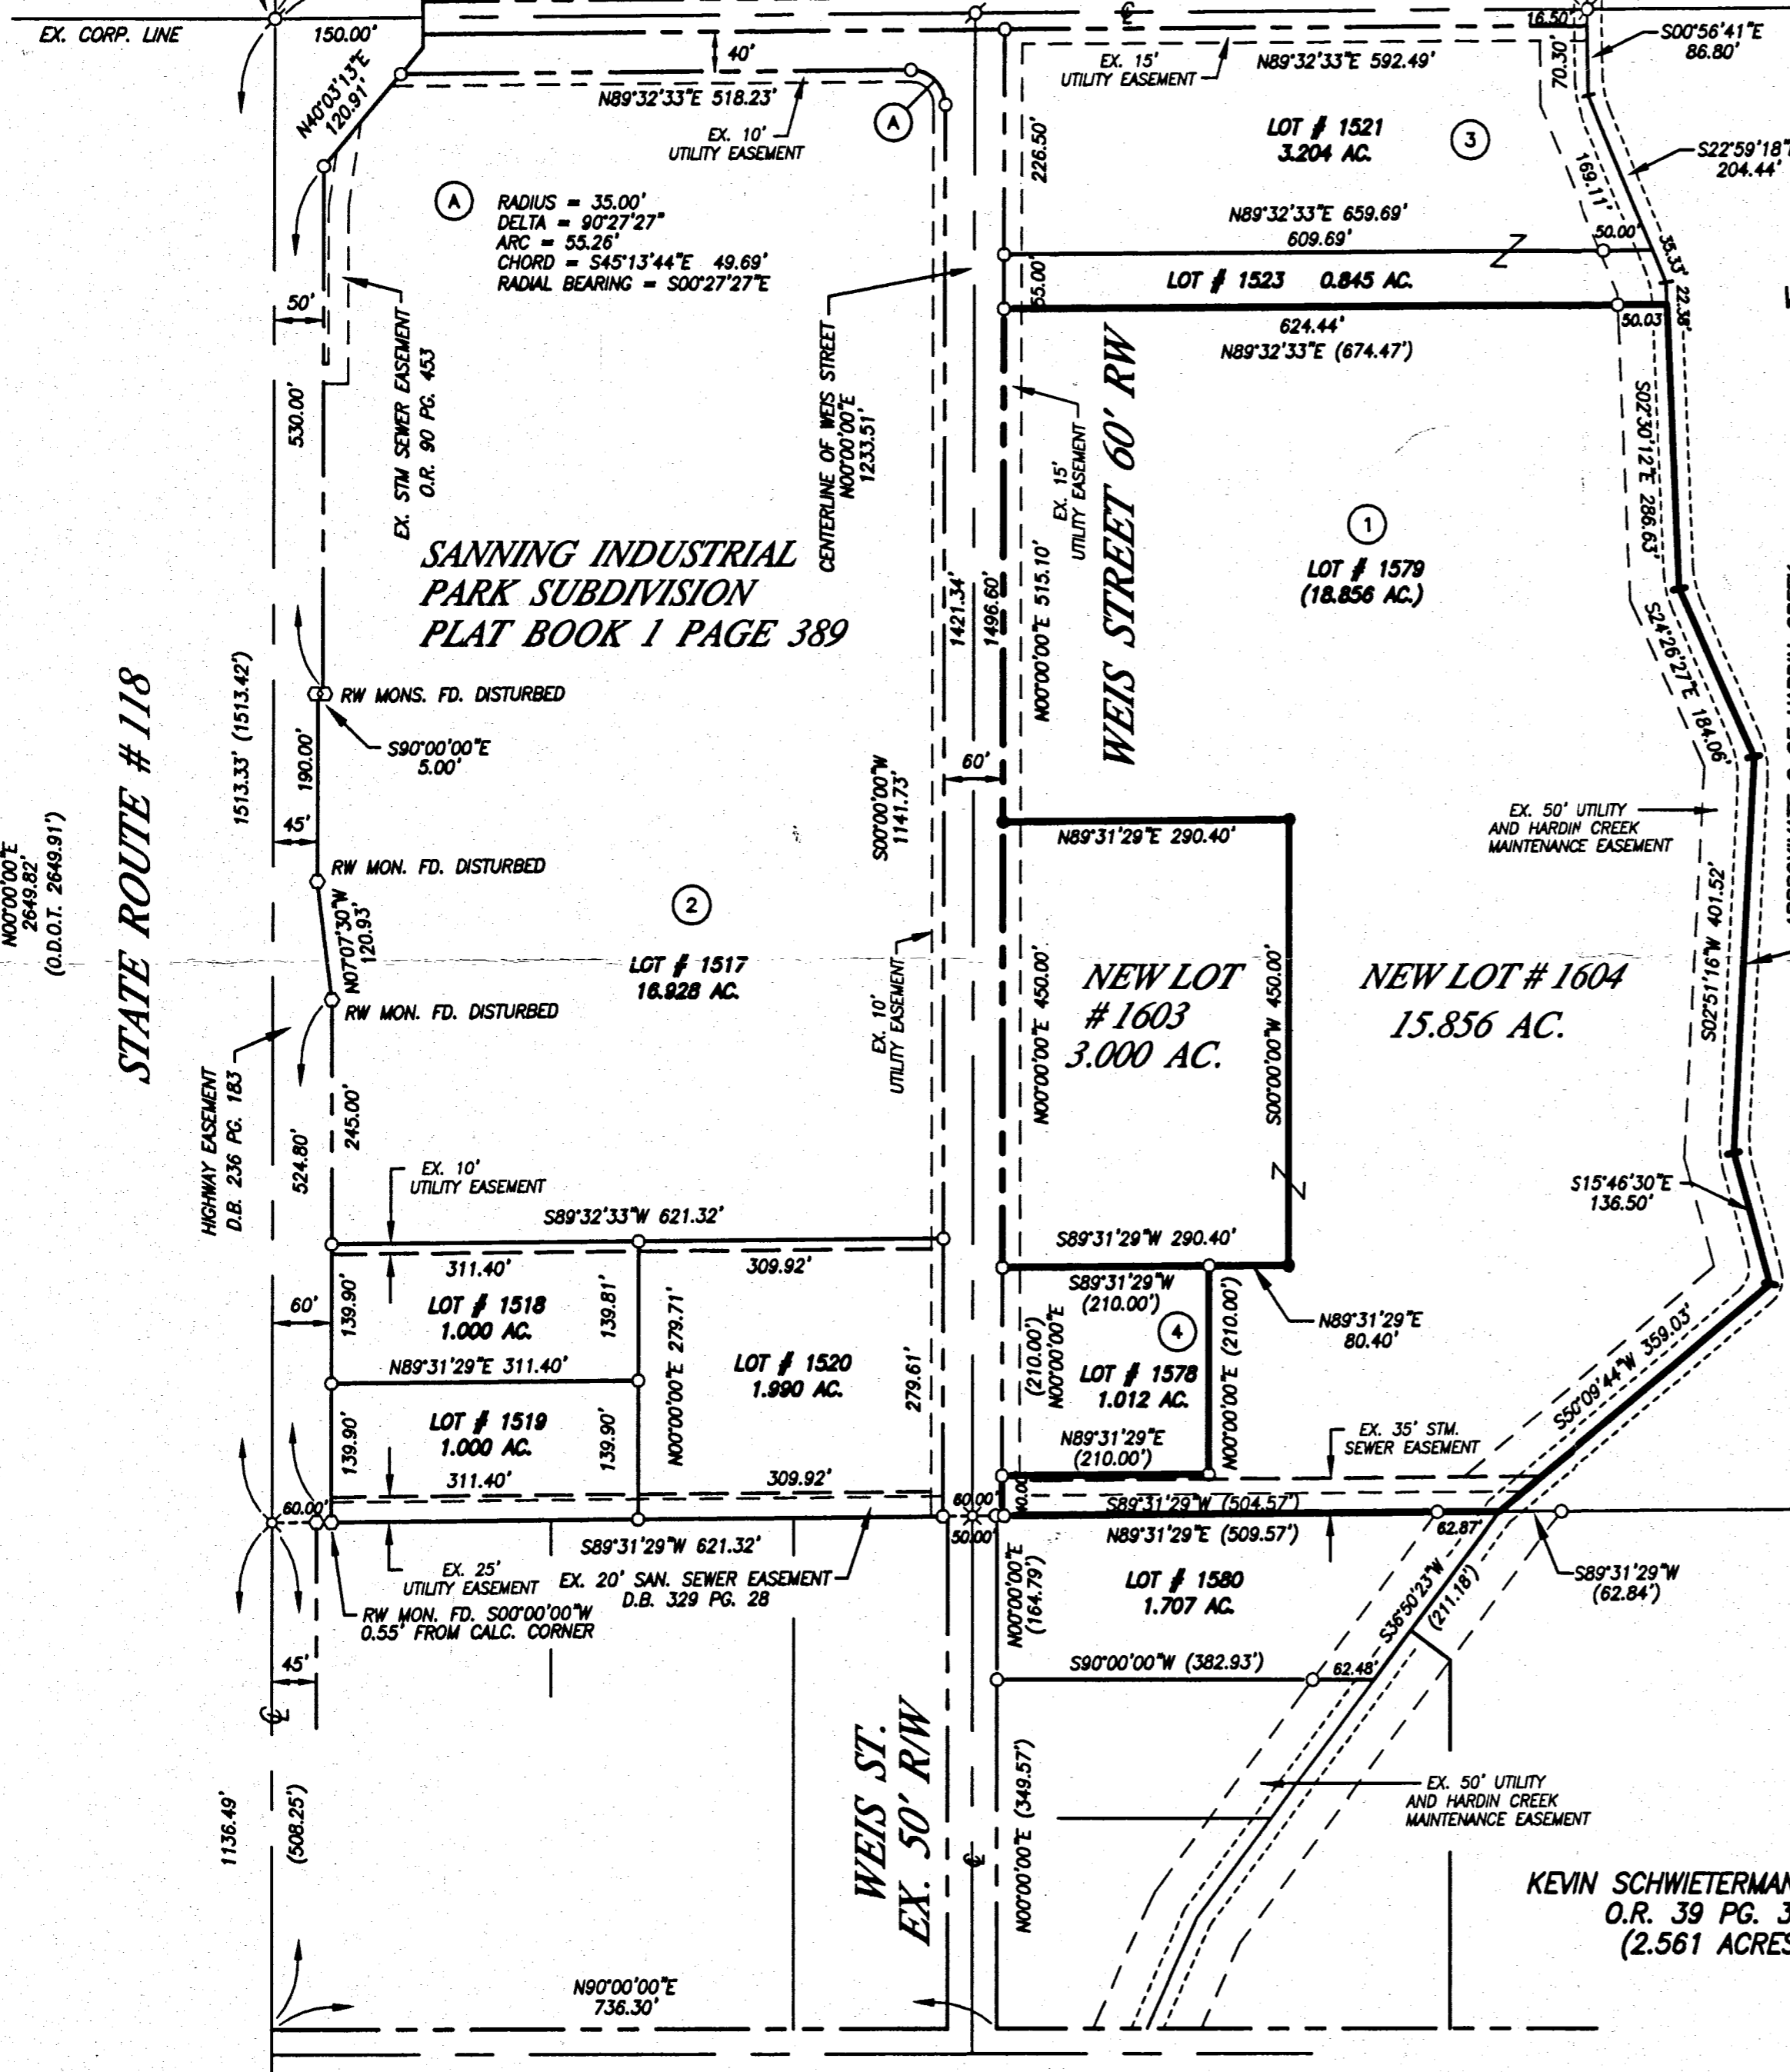 EX. CORP. LINE
150.00'
N40°03'13"E
120.91'
40'
N89°32'33"E 518.23'
EX. 10'
UTILITY EASEMENT
A
A
RADIUS = 35.00'
DELTA = 90°27'27"
ARC = 55.26'
CHORD = S45°13'44"E 49.69'
RADIAL BEARING = S00°27'27"E
EX. 15'
UTILITY EASEMENT
N89°32'33"E 592.49'
16.50'
70.30'
S00°56'41"E
86.80'
LOT # 1521
3.204 AC.
3
226.50'
169.11'
204.44'
N89°32'33"E 659.69'
609.69'
50.00'
35.33'
55.00'
LOT # 1523 0.845 AC.
22.38'
624.44'
50.03'
N89°32'33"E (674.47')
50'
530.00'
EX. STM SEWER EASEMENT
O.R. 90 PG. 453
CENTERLINE OF WEIS STREET
N00°00'00"E
1233.51'
EX. 15'
UTILITY EASEMENT
WEIS STREET 60' RW
S02°30'12"E 286.63'
1
LOT # 1579
(18.856 AC.)
SANNING INDUSTRIAL
PARK SUBDIVISION
PLAT BOOK 1 PAGE 389
1421.34'
1496.60'
N00°00'00"E 515.10'
S24°26'27"E 184.06'
STATE ROUTE # 118
1513.33' (1513.42')
RW MONS. FD. DISTURBED
S90°00'00"E
5.00'
190.00'
45'
S00°00'00"W
1141.73'
60'
N89°31'29"E 290.40'
EX. 50' UTILITY
AND HARDIN CREEK
MAINTENANCE EASEMENT
N00°00'00"E
2649.82'
(O.D.O.T. 2649.91')
RW MON. FD. DISTURBED
N07°07'30"W
120.93'
RW MON. FD. DISTURBED
2
LOT # 1517
16.928 AC.
EX. 10'
UTILITY EASEMENT
N00°00'00"E 450.00'
NEW LOT
# 1603
3.000 AC.
S00°00'00"W 450.00'
NEW LOT # 1604
15.856 AC.
S02°51'16"W 401.52'
HIGHWAY EASEMENT
D.B. 236 PG. 183
524.80'
245.00'
EX. 10'
UTILITY EASEMENT
S89°32'33"W 621.32'
S89°31'29"W 290.40'
S15°46'30"E
136.50'
311.40'
309.92'
60'
139.90'
LOT # 1518
1.000 AC.
139.81'
N89°31'29"E 311.40'
139.90'
LOT # 1519
1.000 AC.
139.90'
311.40'
N00°00'00"E 279.71'
LOT # 1520
1.990 AC.
309.92'
279.61'
S89°31'29"W
(210.00')
(210.00')
N00°00'00"E
4
LOT # 1578
1.012 AC.
N89°31'29"E
(210.00')
N00°00'00"E (210.00')
N89°31'29"E
80.40'
S50°09'44"W 359.03'
EX. 35' STM.
SEWER EASEMENT
60.00'
60.00'
50.00'
S89°31'29"W (504.57')
N89°31'29"E (509.57')
62.87'
S89°31'29"W
(62.84')
S89°31'29"W 621.32'
EX. 25'
UTILITY EASEMENT
EX. 20' SAN. SEWER EASEMENT
D.B. 329 PG. 28
RW MON. FD. S00°00'00"W
0.55' FROM CALC. CORNER
45'
N00°00'00"E
(164.79')
LOT # 1580
1.707 AC.
S36°50'23"W
(211.18')
S90°00'00"W (382.93')
62.48'
WEIS ST.
EX. 50' R/W
N00°00'00"E (349.57')
EX. 50' UTILITY
AND HARDIN CREEK
MAINTENANCE EASEMENT
1136.49'
(508.25')
KEVIN SCHWIETERMAN
O.R. 39 PG. 3
(2.561 ACRES
N90°00'00"E
736.30'